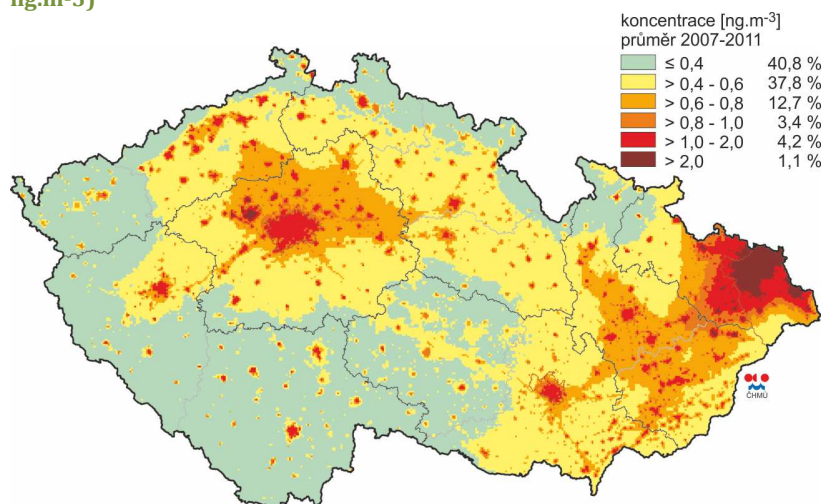 ng.m-3)
koncentrace [ng.m-3]
průměr 2007-2011
≤ 0,4 40,8 %
> 0,4 - 0,6 37,8 %
> 0,6 - 0,8 12,7 %
> 0,8 - 1,0 3,4 %
> 1,0 - 2,0 4,2 %
> 2,0 1,1 %
ČHMÚ